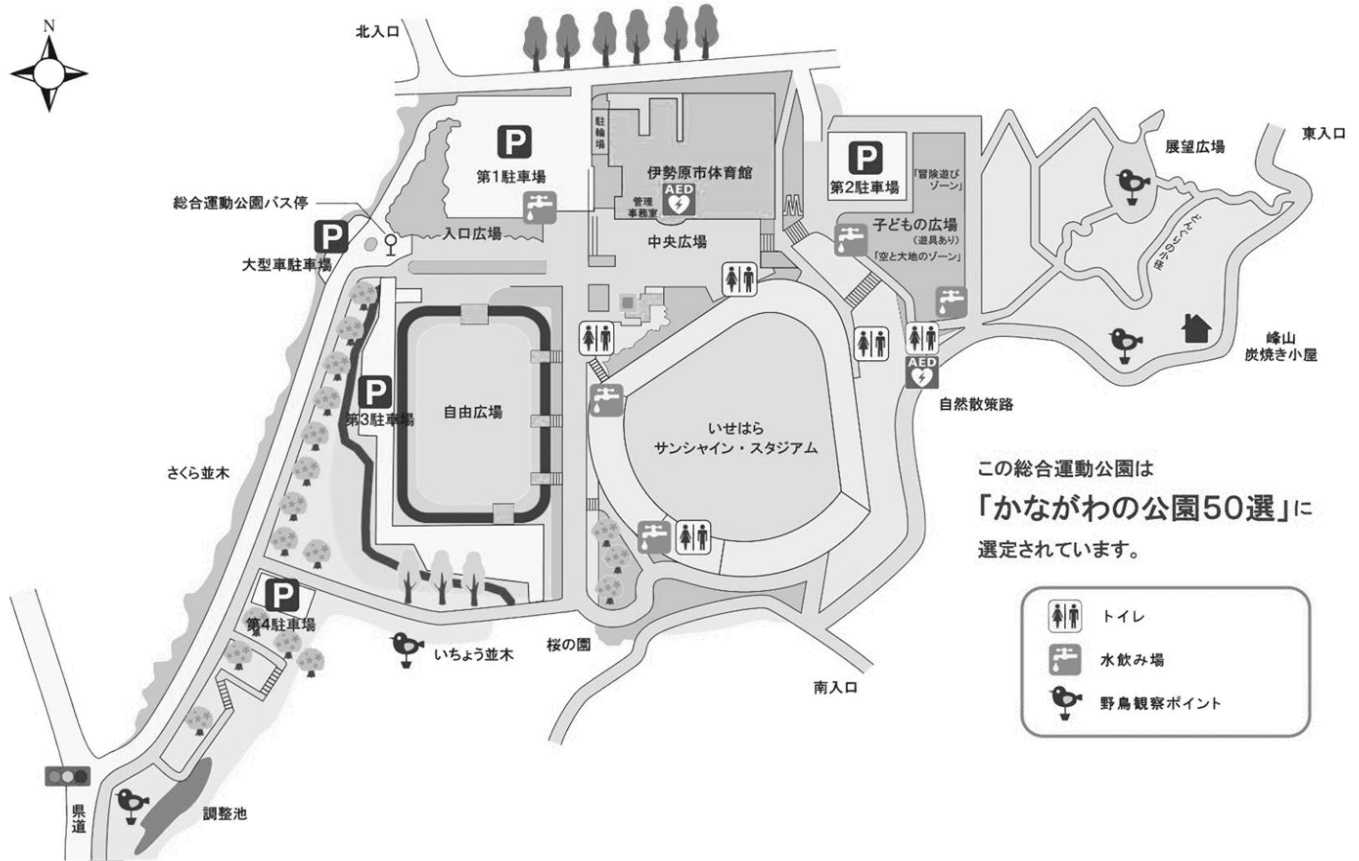 N
北入口
東入口
展望広場
どんぐりの小径
駐輪場
P
第1駐車場
伊勢原市体育館
AED
管理
事務室
P
第2駐車場
「冒険遊び
ゾーン」
子どもの広場
(遊具あり)
「空と大地のゾーン」
総合運動公園バス停
P
大型車駐車場
入口広場
中央広場
峰山
炭焼き小屋
AED
自然散策路
P
第3駐車場
自由広場
いせはら
サンシャイン・スタジアム
さくら並木
P
第4駐車場
いちょう並木
桜の園
南入口
県道
調整池
この総合運動公園は
「かながわの公園50選」に
選定されています。
トイレ
水飲み場
野鳥観察ポイント